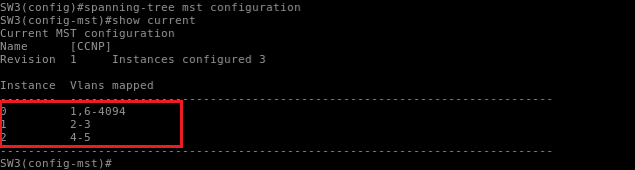 SW3(config)#spanning-tree mst configuration
SW3(config-mst)#show current
Current MST configuration
Name      [CCNP]
Revision  1     Instances configured 3

Instance  Vlans mapped
--------  ---------------------------------------------------------------------
0         1,6-4094
1         2-3
2         4-5
-------------------------------------------------------------------------------
SW3(config-mst)#